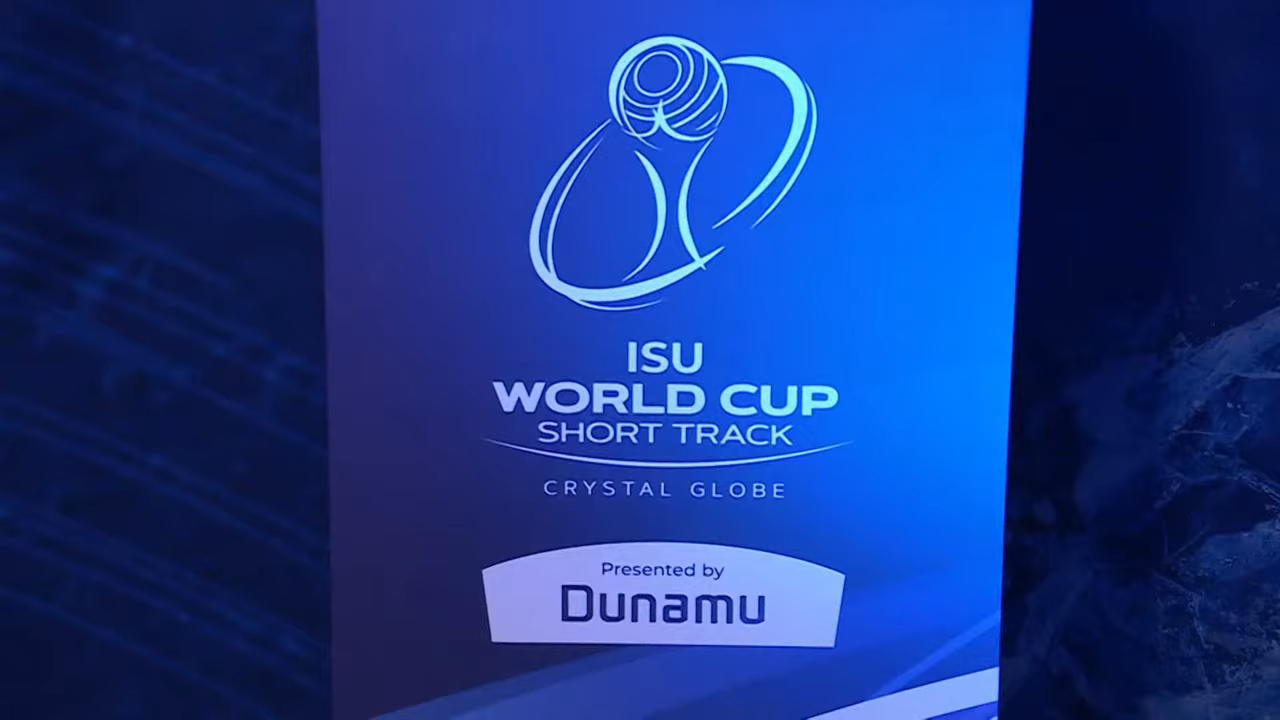 ISU
WORLD CUP
SHORT TRACK
CRYSTAL GLOBE
Presented by
Dunamu